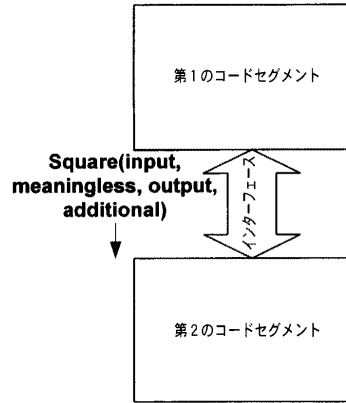 第1のコードセグメント
Square(input,
meaningless, output,
additional)
インターフェース
第2のコードセグメント